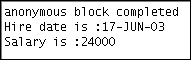 anonymous block completed
Hire date is :17-JUN-03
Salary is :24000